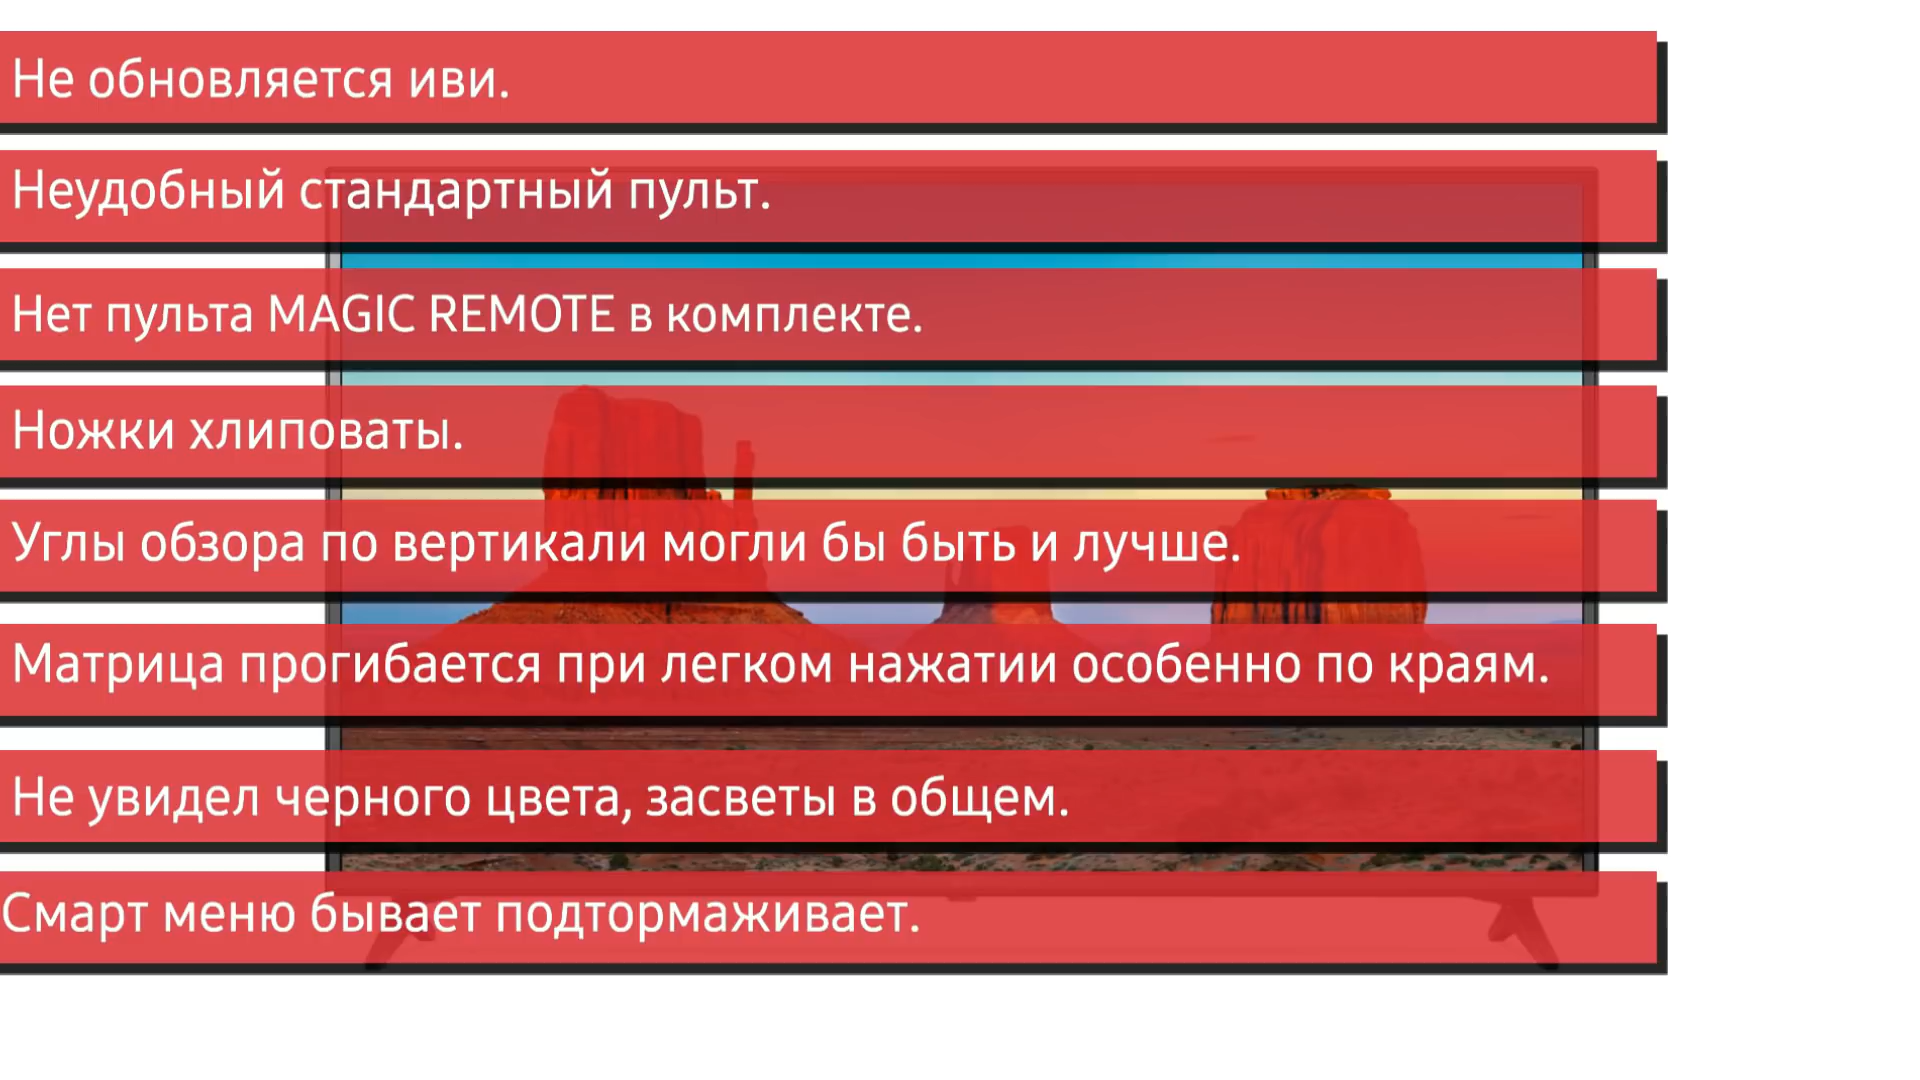 Не обновляется иви.
Неудобный стандартный пульт.
Нет пульта MAGIC REMOTE в комплекте.
Ножки хлиповаты.
Углы обзора по вертикали могли бы быть и лучше.
Матрица прогибается при легком нажатии особенно по краям.
Не увидел черного цвета, засветы в общем.
Смарт меню бывает подтормаживает.